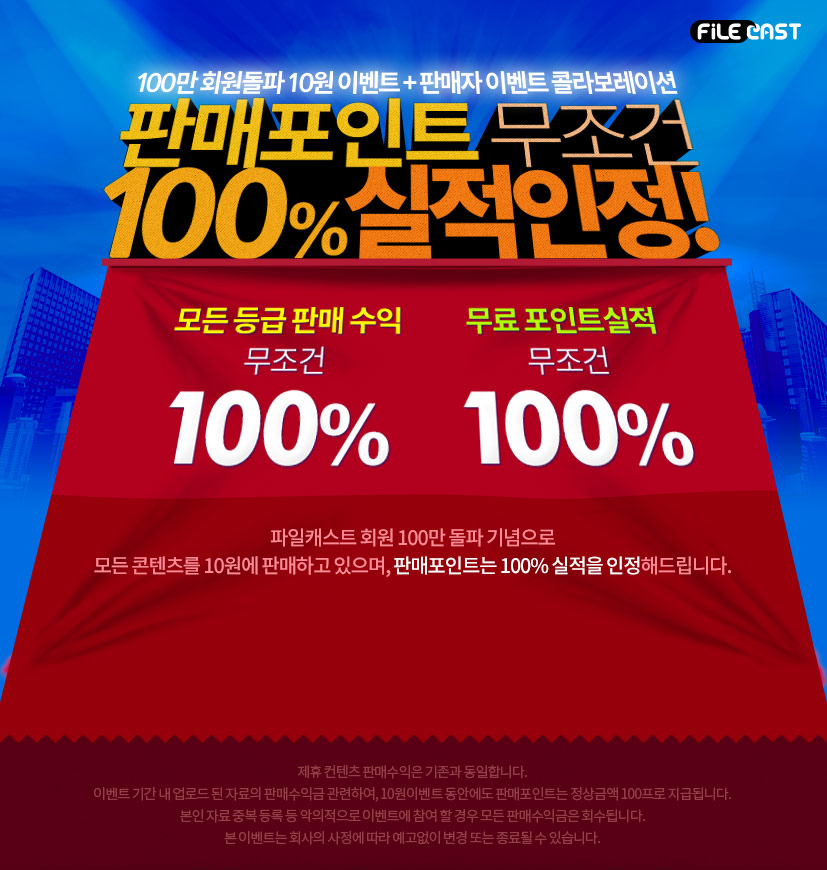 FiLE CAST
100만 회원돌파 10원 이벤트 + 판매자 이벤트 콜라보레이션
판매포인트 무조건
100% 실적인정!
모든 등급 판매 수익 무료 포인트실적
무조건 무조건
100% 100%
파일캐스트 회원 100만 돌파 기념으로
모든 콘텐츠를 10원에 판매하고 있으며, 판매포인트는 100% 실적을 인정해드립니다.
제휴 컨텐츠 판매수익은 기존과 동일합니다.
이벤트 기간 내 업로드 된 자료의 판매수익금 관련하여, 10원이벤트 동안에도 판매포인트는 정상금액 100프로 지급됩니다.
본인 자료 중복 등록 등 악의적으로 이벤트에 참여 할 경우 모든 판매수익금은 회수됩니다.
본 이벤트는 회사의 사정에 따라 예고없이 변경 또는 종료될 수 있습니다.